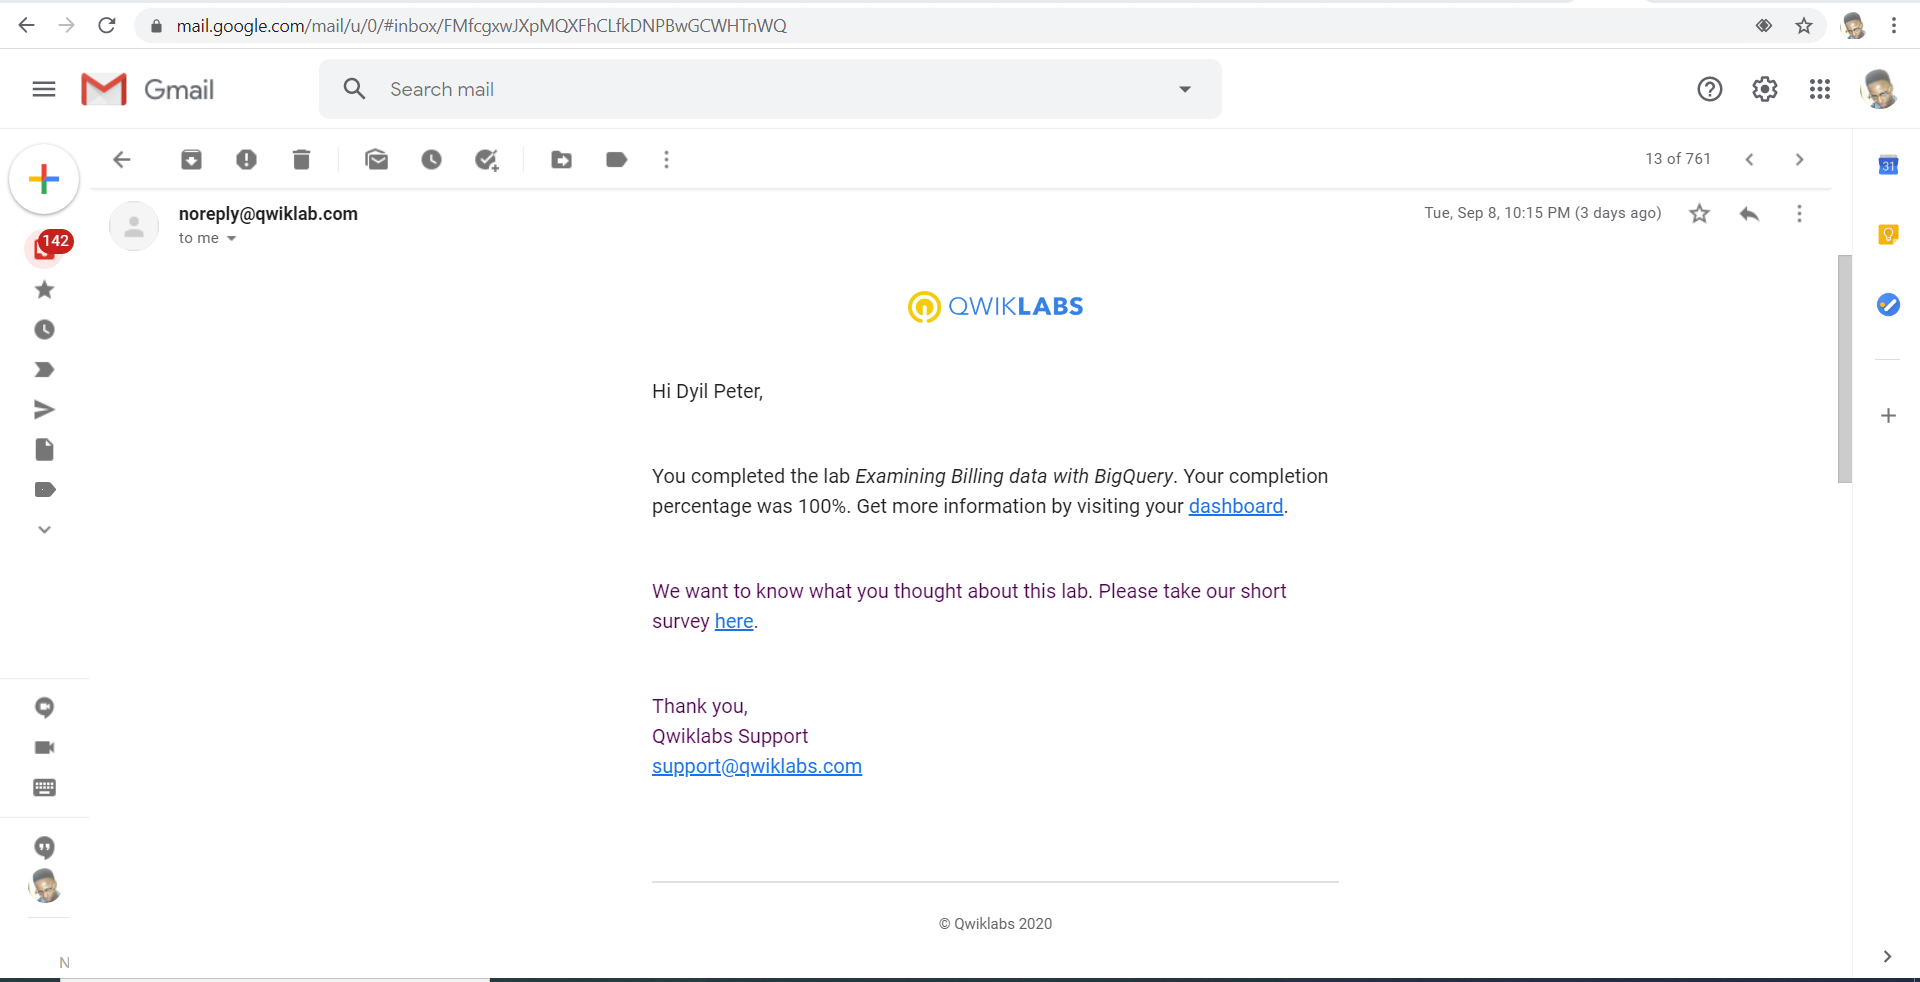 mail.google.com/mail/u/0/#inbox/FMfcgxwJXpMQXFhCLfkDNPBwGCWHTnWQ
Gmail
Search mail
13 of 761
31
142
noreply@qwiklab.com
Tue, Sep 8, 10:15 PM (3 days ago)
to me
QWIKLABS
Hi Dyil Peter,
You completed the lab Examining Billing data with BigQuery. Your completion
percentage was 100%. Get more information by visiting your dashboard.
We want to know what you thought about this lab. Please take our short
survey here.
Thank you,
Qwiklabs Support
support@qwiklabs.com
© Qwiklabs 2020
N